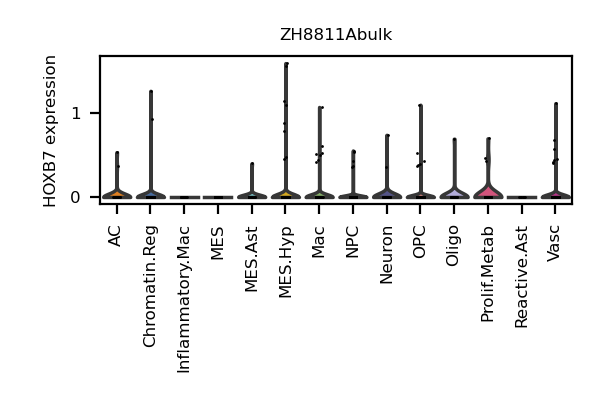 ZH8811Abulk
HOXB7 expression
1
0
AC
Chromatin.Reg
Inflammatory.Mac
MES
MES.Ast
MES.Hyp
Mac
NPC
Neuron
OPC
Oligo
Prolif.Metab
Reactive.Ast
Vasc